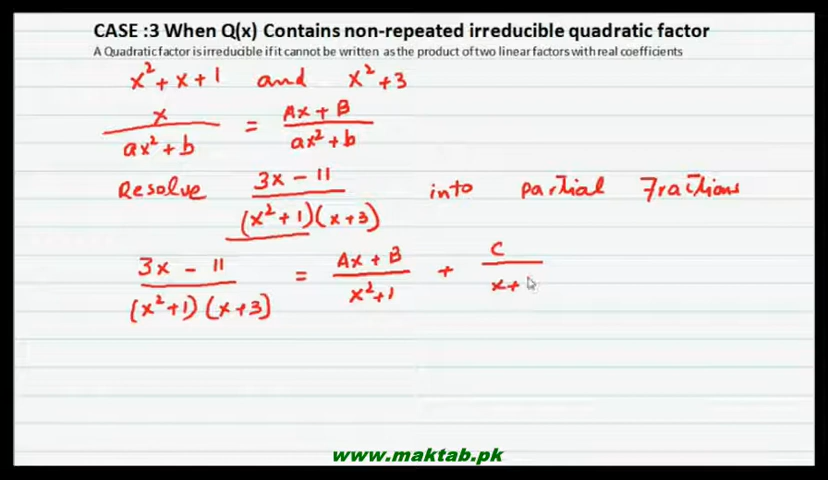 CASE :3 When Q(x) Contains non-repeated irreducible quadratic factor
A Quadratic factor is irreducible if it cannot be written as the product of two linear factors with real coefficients
x² + x + 1 and x² + 3
x / (ax² + b) = (Ax + B) / (ax² + b)
Resolve (3x - 11) / ((x² + 1)(x + 3)) into partial Fractions
(3x - 11) / ((x² + 1)(x + 3)) = (Ax + B) / (x² + 1) + C / (x +
www.maktab.pk